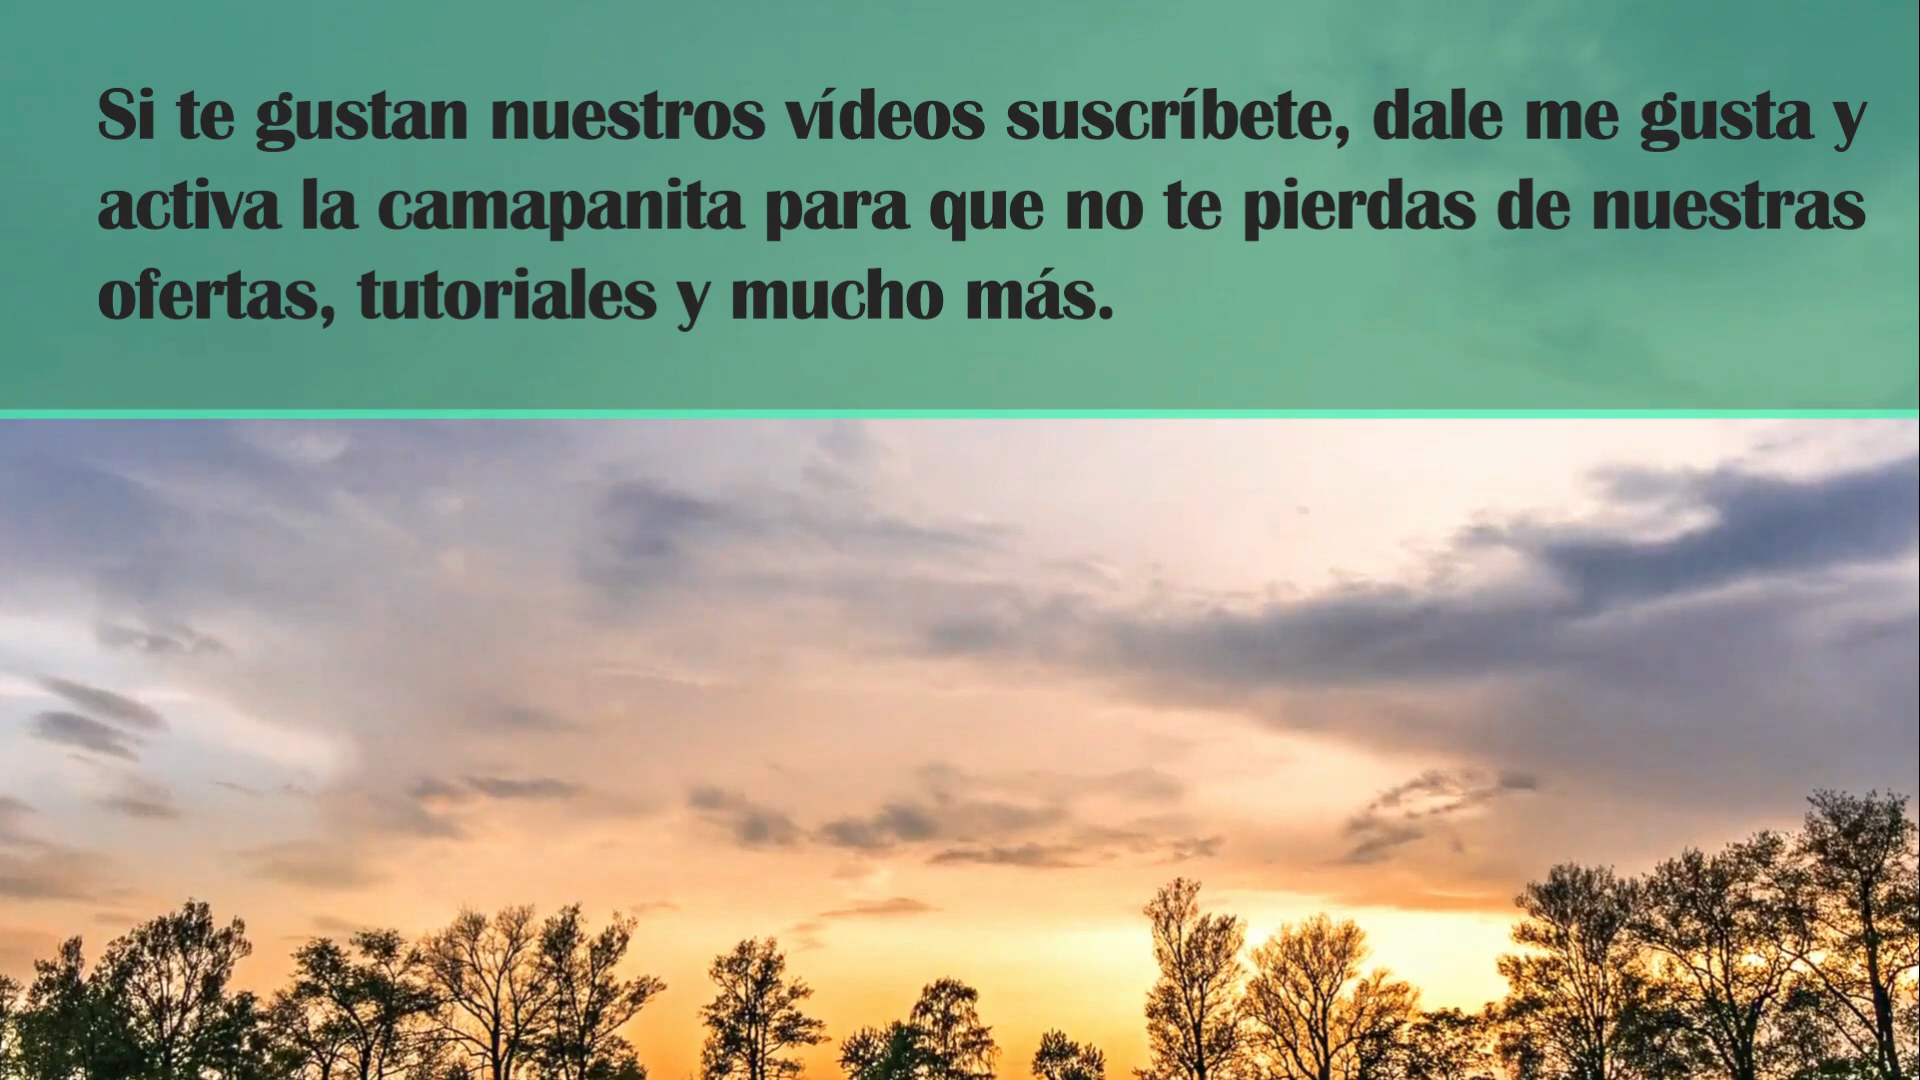 Si te gustan nuestros vídeos suscríbete, dale me gusta y
activa la camapanita para que no te pierdas de nuestras
ofertas, tutoriales y mucho más.